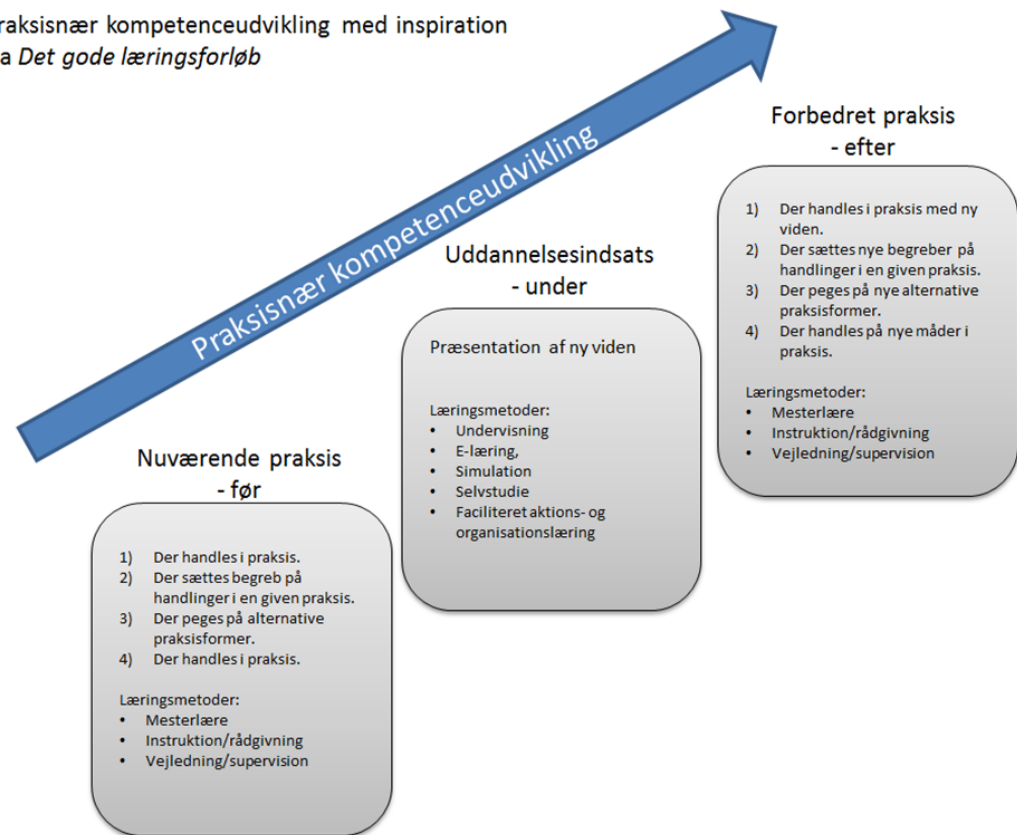 raksisnær kompetenceudvikling med inspiration
a Det gode læringsforløb
Praksisnær kompetenceudvikling
Nuværende praksis
- før
1) Der handles i praksis.
2) Der sættes begreb på
handlinger i en given praksis.
3) Der peges på alternative
praksisformer.
4) Der handles i praksis.
Læringsmetoder:
• Mesterlære
• Instruktion/rådgivning
• Vejledning/supervision
Uddannelsesindsats
- under
Præsentation af ny viden
Læringsmetoder:
• Undervisning
• E-læring,
• Simulation
• Selvstudie
• Faciliteret aktions- og
organisationslæring
Forbedret praksis
- efter
1) Der handles i praksis med ny
viden.
2) Der sættes nye begreber på
handlinger i en given praksis.
3) Der peges på nye alternative
praksisformer.
4) Der handles på nye måder i
praksis.
Læringsmetoder:
• Mesterlære
• Instruktion/rådgivning
• Vejledning/supervision